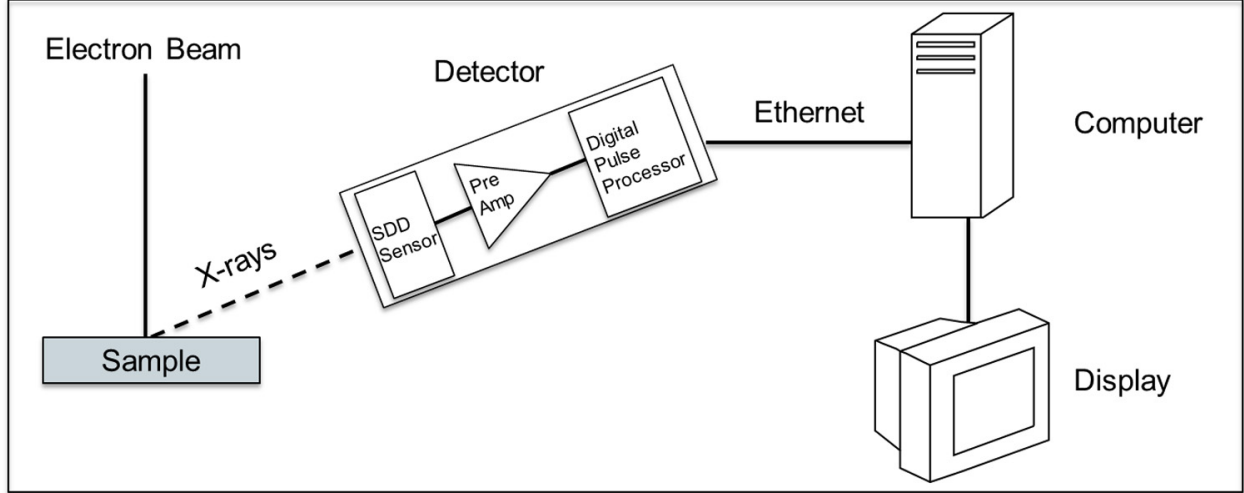 Electron Beam
Detector
Ethernet
Computer
Digital
Pulse
Processor
Pre
Amp
SDD
Sensor
X-rays
Sample
Display